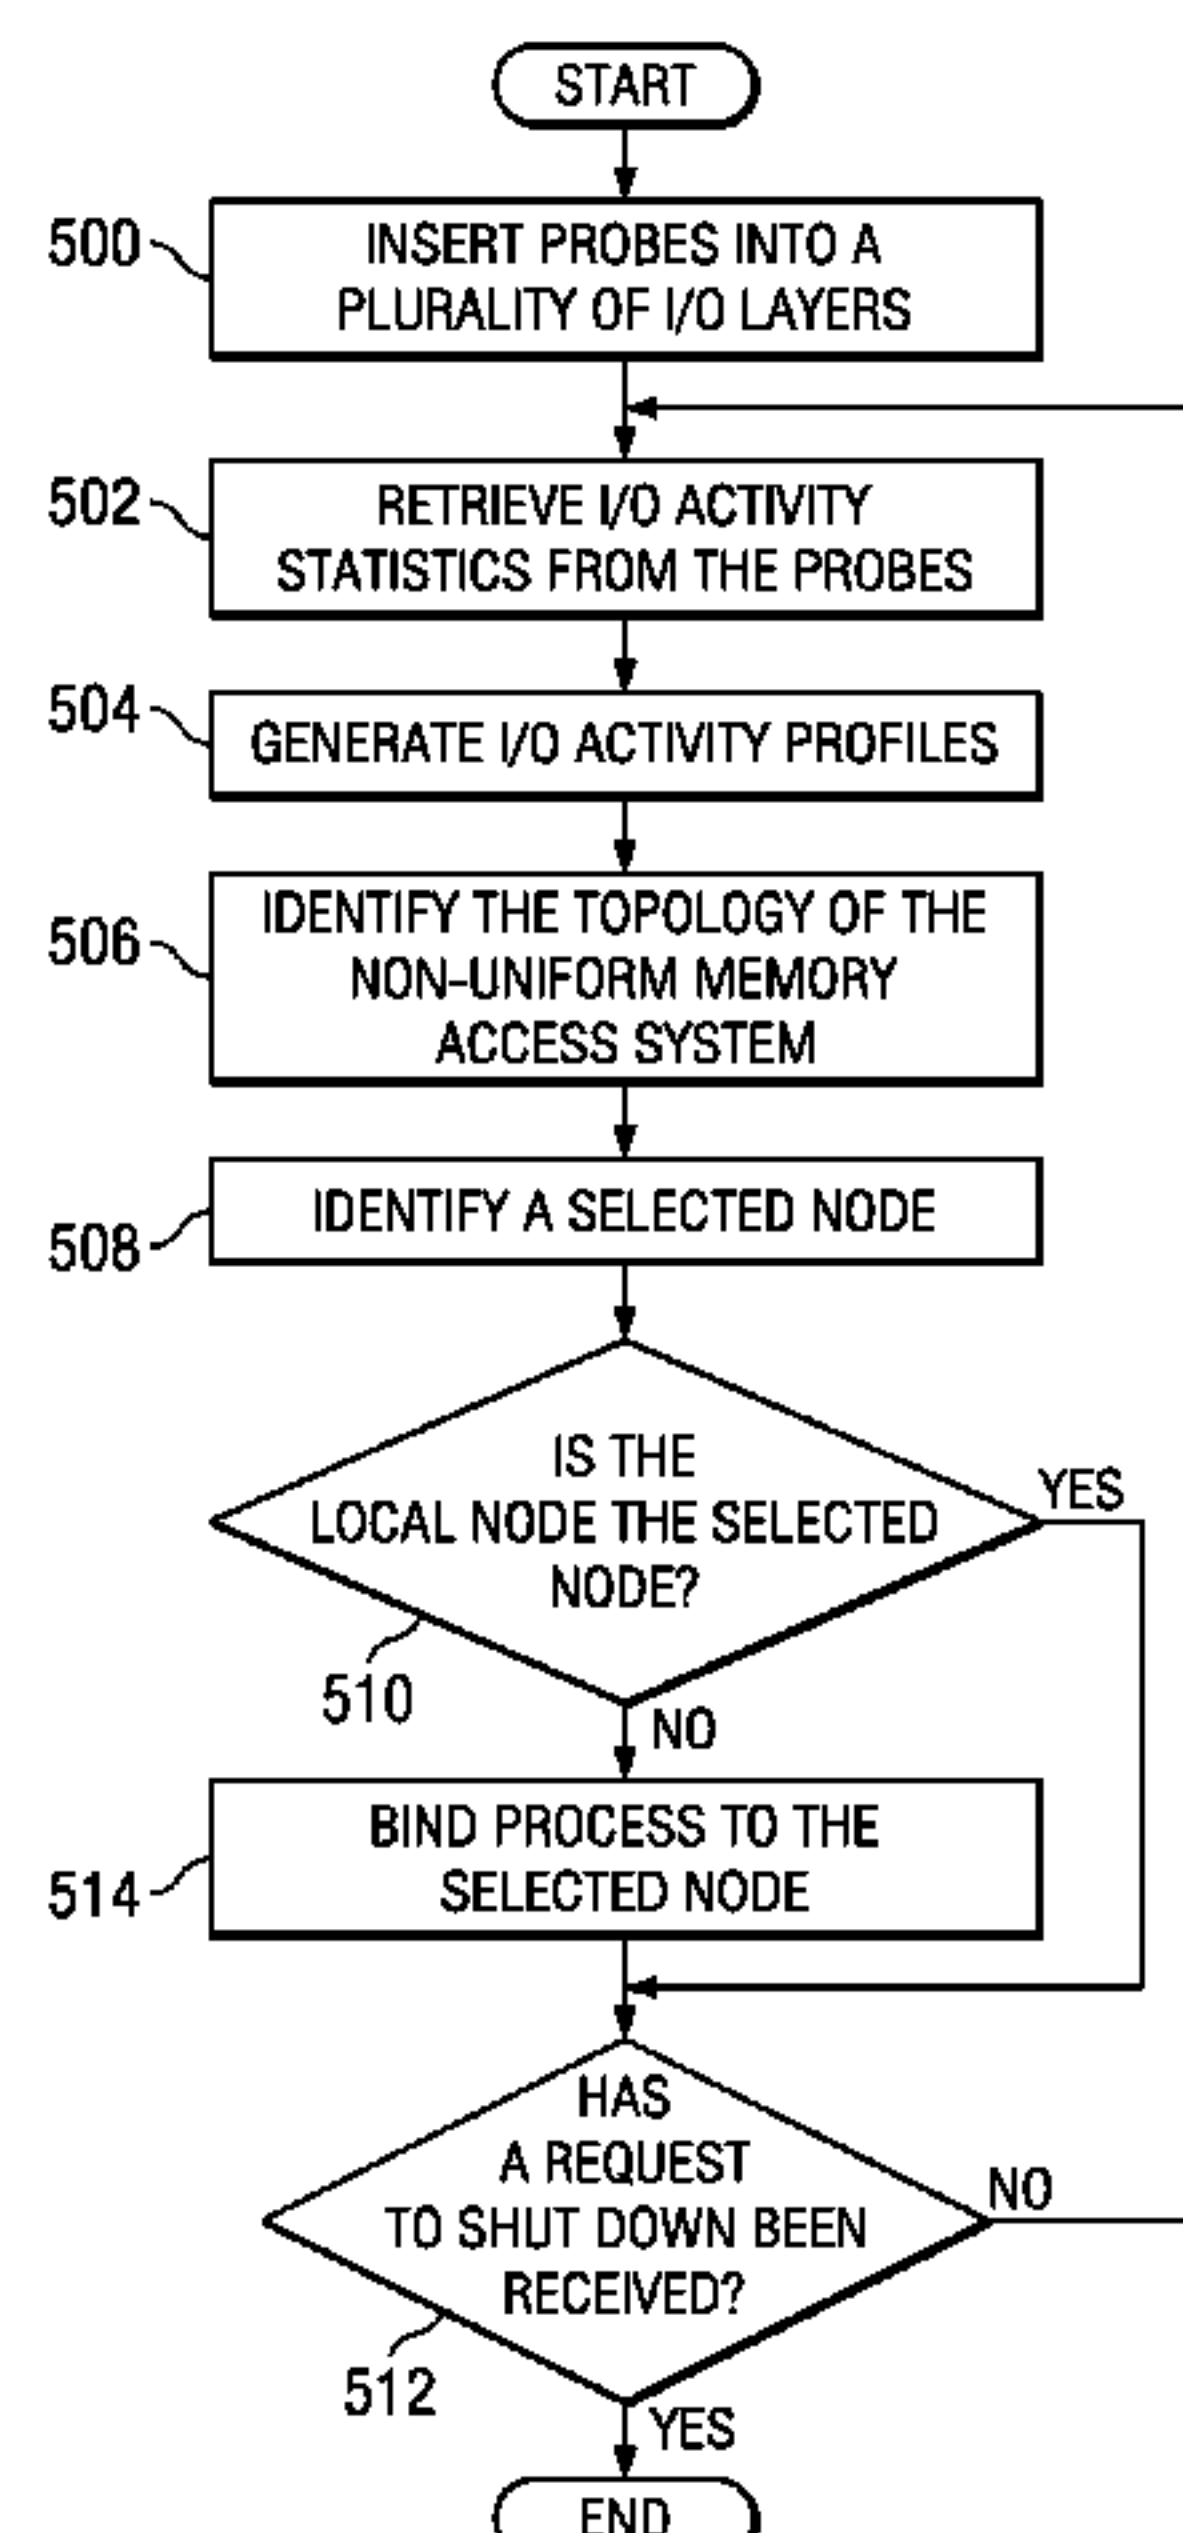 START
500
INSERT PROBES INTO A
PLURALITY OF I/O LAYERS
502
RETRIEVE I/O ACTIVITY
STATISTICS FROM THE PROBES
504
GENERATE I/O ACTIVITY PROFILES
506
IDENTIFY THE TOPOLOGY OF THE
NON-UNIFORM MEMORY
ACCESS SYSTEM
508
IDENTIFY A SELECTED NODE
IS THE
LOCAL NODE THE SELECTED
NODE?
YES
510
NO
514
BIND PROCESS TO THE
SELECTED NODE
HAS
A REQUEST
TO SHUT DOWN BEEN
RECEIVED?
NO
512
YES
END